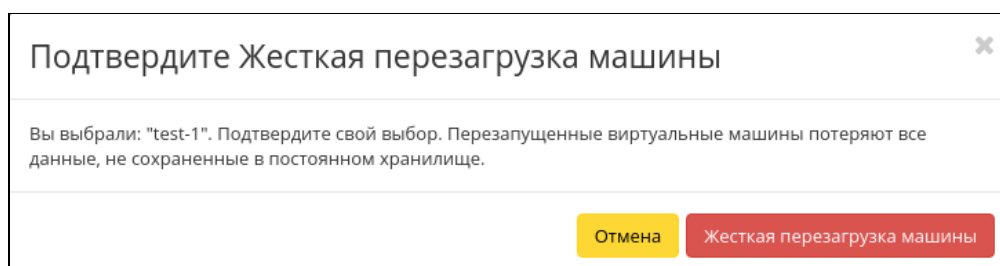 Подтвердите Жесткая перезагрузка машины
Вы выбрали: "test-1". Подтвердите свой выбор. Перезапущенные виртуальные машины потеряют все
данные, не сохраненные в постоянном хранилище.
Отмена
Жесткая перезагрузка машины